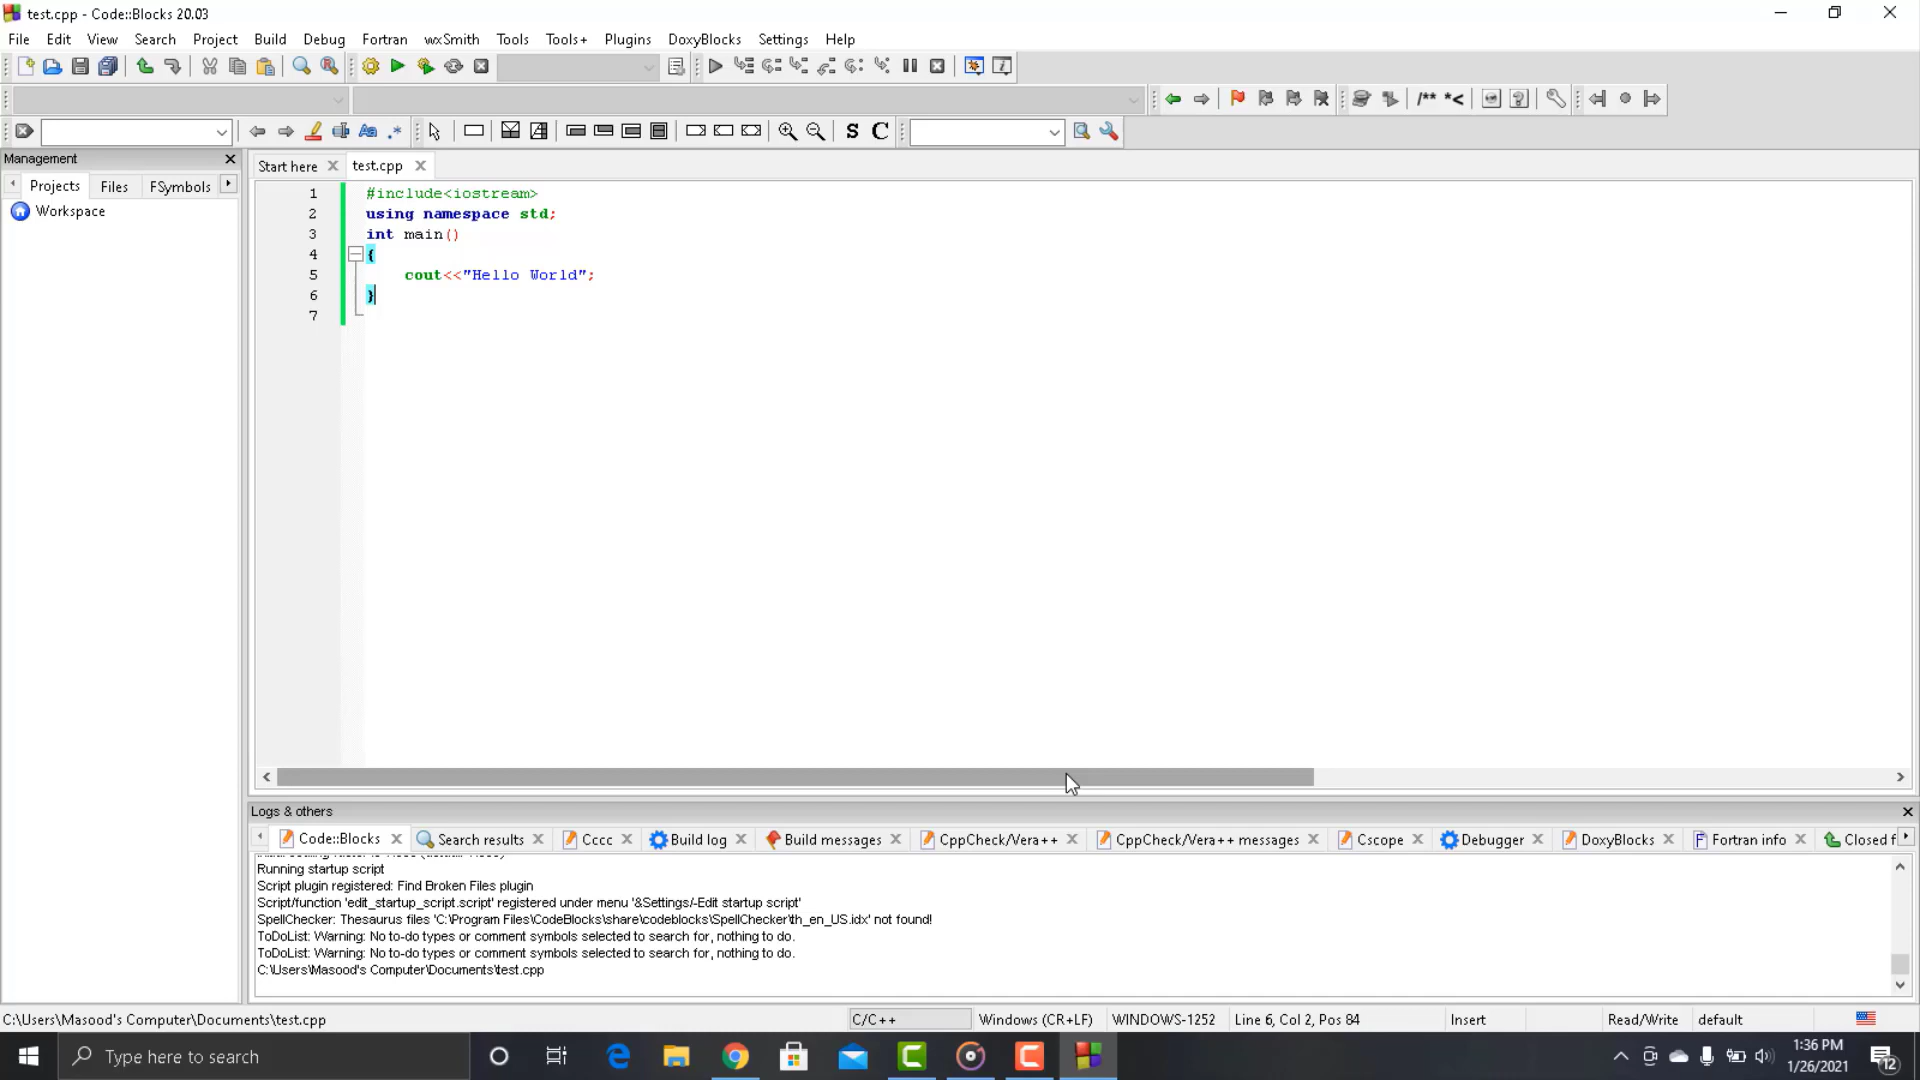 test.cpp - Code::Blocks 20.03
File Edit View Search Project Build Debug Fortran wxSmith Tools Tools+ Plugins DoxyBlocks Settings Help
/** *<
Aa .* S C
Management
Projects Files FSymbols
Workspace
Start here test.cpp
1 #include<iostream>
2 using namespace std;
3 int main()
4 {
5 cout<<"Hello World";
6 }
7
Logs & others
Code::Blocks Search results Cccc Build log Build messages CppCheck/Vera++ CppCheck/Vera++ messages Cscope Debugger DoxyBlocks Fortran info Closed f
Running startup script
Script plugin registered: Find Broken Files plugin
Script/function 'edit_startup_script.script' registered under menu '&Settings/-Edit startup script'
SpellChecker: Thesaurus files 'C:\Program Files\CodeBlocks\share\codeblocks\SpellChecker\th_en_US.idx' not found!
ToDoList: Warning: No to-do types or comment symbols selected to search for, nothing to do.
ToDoList: Warning: No to-do types or comment symbols selected to search for, nothing to do.
C:\Users\Masood's Computer\Documents\test.cpp
C:\Users\Masood's Computer\Documents\test.cpp C/C++ Windows (CR+LF) WINDOWS-1252 Line 6, Col 2, Pos 84 Insert Read/Write default
Type here to search
1:36 PM
1/26/2021
12